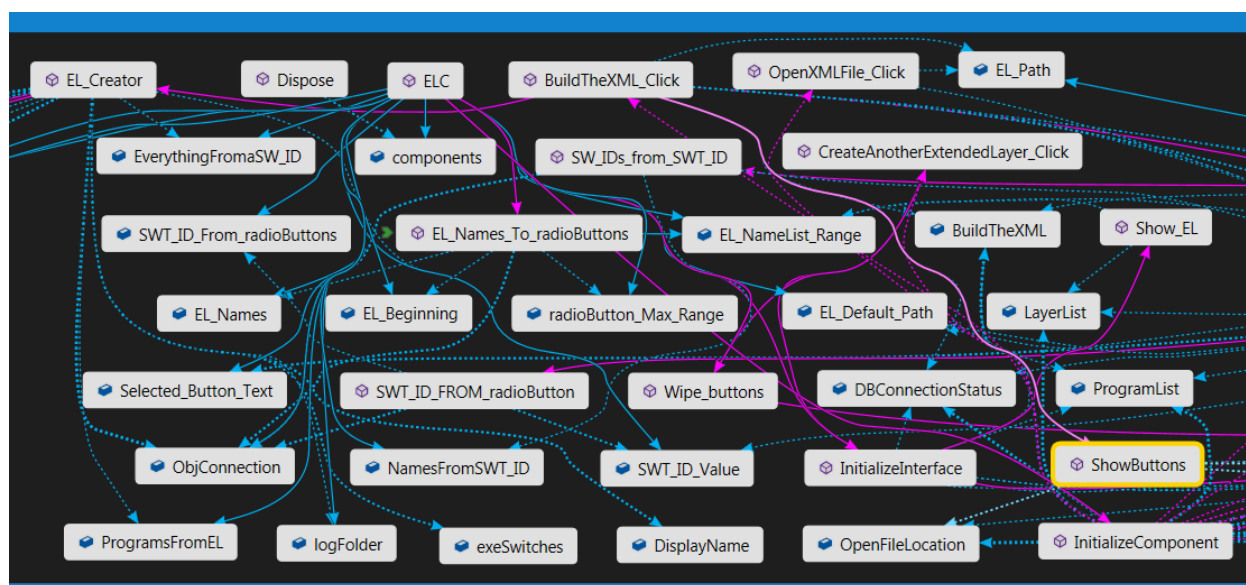 EL_Creator
Dispose
ELC
BuildTheXML_Click
OpenXMLFile_Click
EL_Path
EverythingFromaSW_ID
components
SW_IDs_from_SWT_ID
CreateAnotherExtendedLayer_Click
SWT_ID_From_radioButtons
EL_Names_To_radioButtons
EL_NameList_Range
BuildTheXML
Show_EL
EL_Names
EL_Beginning
radioButton_Max_Range
EL_Default_Path
LayerList
Selected_Button_Text
SWT_ID_FROM_radioButton
Wipe_buttons
DBConnectionStatus
ProgramList
ObjConnection
NamesFromSWT_ID
SWT_ID_Value
InitializeInterface
ShowButtons
ProgramsFromEL
logFolder
exeSwitches
DisplayName
OpenFileLocation
InitializeComponent